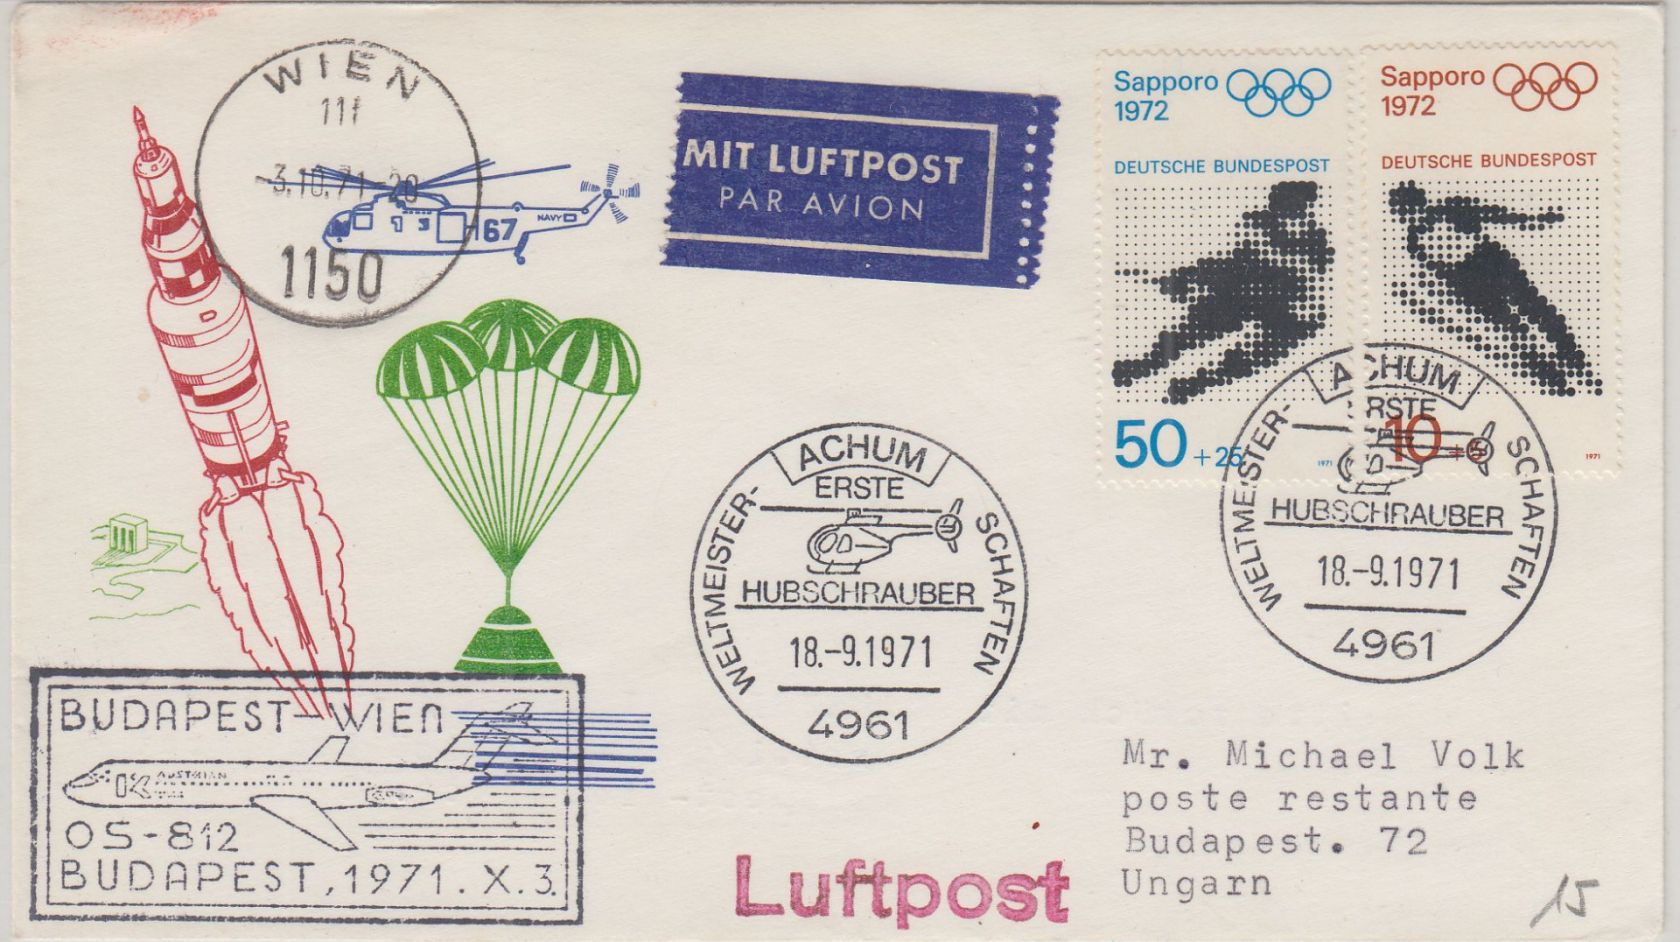 WIEN
111
-3.10.71-20
1150
NAVY
67
MIT LUFTPOST
PAR AVION
Sapporo
1972
DEUTSCHE BUNDESPOST
50 +25
1971
Sapporo
1972
DEUTSCHE BUNDESPOST
10 +5
1971
ACHUM
ERSTE
WELTMEISTER-
SCHAFTEN
HUBSCHRAUBER
18.-9.1971
4961
ACHUM
ERSTE
WELTMEISTER-
SCHAFTEN
HUBSCHRAUBER
18.-9.1971
4961
BUDAPEST-WIEN
AUSTRIAN
OS-812
BUDAPEST,1971.X.3.
Luftpost
Mr. Michael Volk
poste restante
Budapest. 72
Ungarn
15